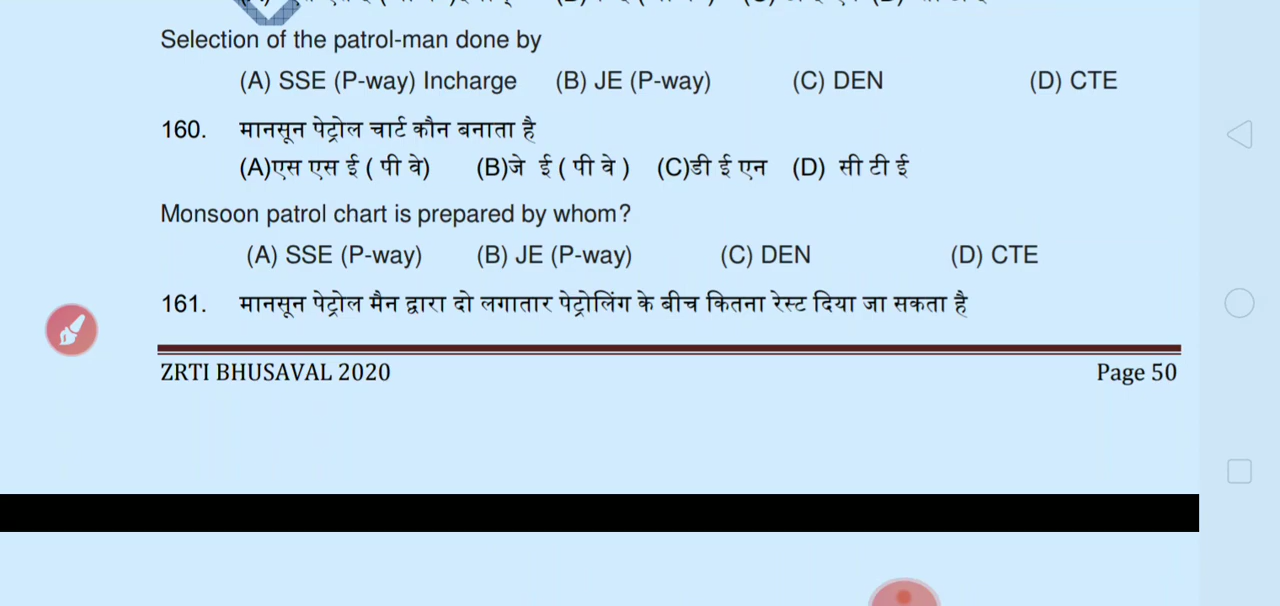 Selection of the patrol-man done by
(A) SSE (P-way) Incharge (B) JE (P-way) (C) DEN (D) CTE
160. मानसून पेट्रोल चार्ट कौन बनाता है
(A)एस एस ई ( पी वे) (B)जे ई ( पी वे ) (C)डी ई एन (D) सी टी ई
Monsoon patrol chart is prepared by whom?
(A) SSE (P-way) (B) JE (P-way) (C) DEN (D) CTE
161. मानसून पेट्रोल मैन द्वारा दो लगातार पेट्रोलिंग के बीच कितना रेस्ट दिया जा सकता है
ZRTI BHUSAVAL 2020 Page 50